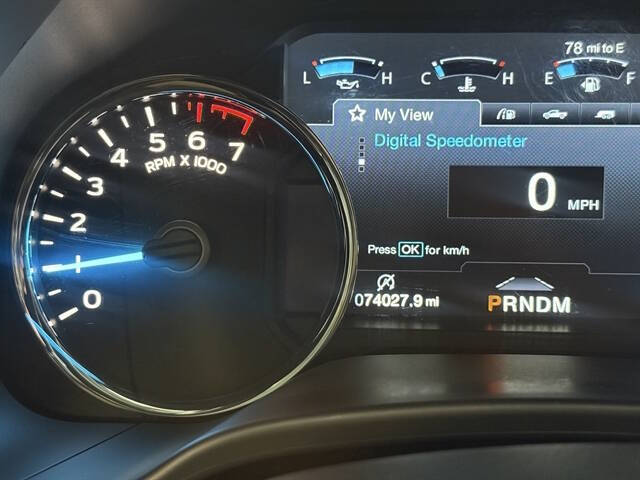 78 mi to E
L H C H E F
My View
Digital Speedometer
0 MPH
Press OK for km/h
074027.9 mi
PRNDM
0
1
2
3
4
5
6
7
RPM X 1000